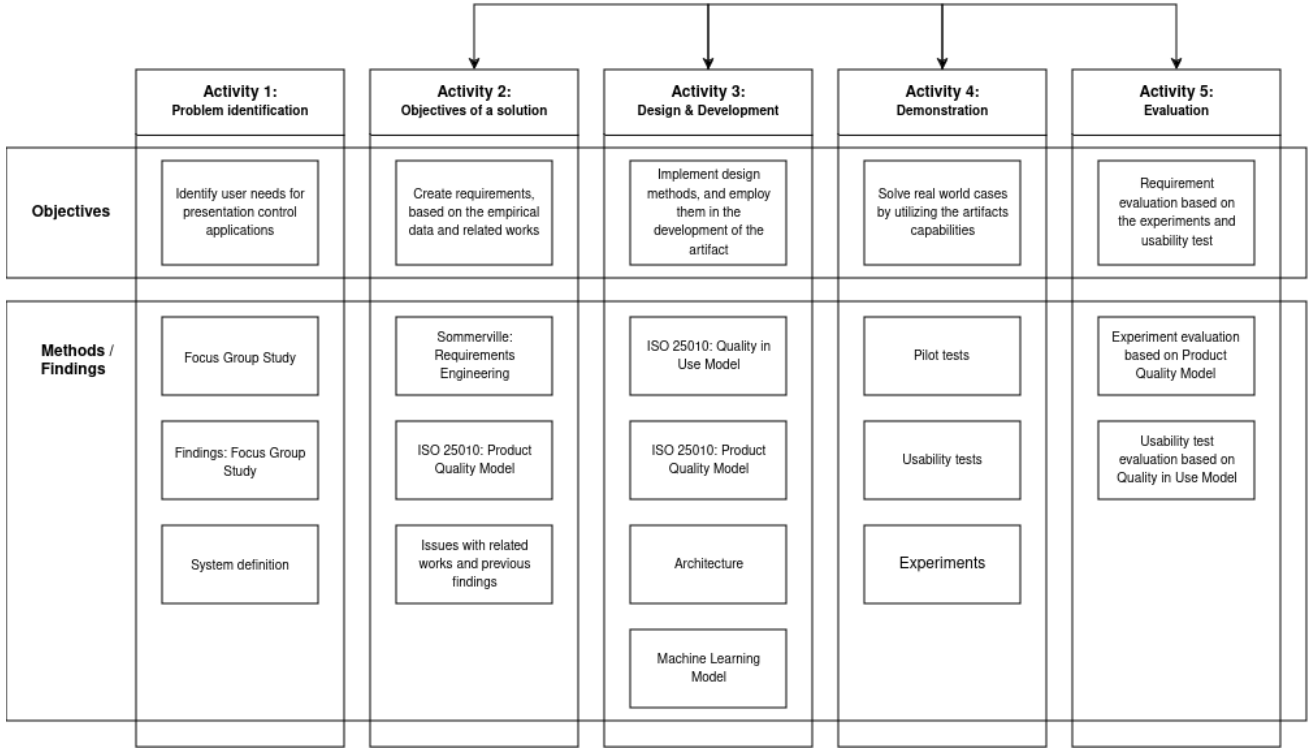 Activity 1:
Problem identification
Activity 2:
Objectives of a solution
Activity 3:
Design & Development
Activity 4:
Demonstration
Activity 5:
Evaluation
Objectives
Identify user needs for
presentation control
applications
Create requirements,
based on the empirical
data and related works
Implement design
methods, and employ
them in the
development of the
artifact
Solve real world cases
by utilizing the artifacts
capabilities
Requirement
evaluation based on
the experiments and
usability test
Methods /
Findings
Focus Group Study
Sommerville:
Requirements
Engineering
ISO 25010: Quality in
Use Model
Pilot tests
Experiment evaluation
based on Product
Quality Model
Findings: Focus Group
Study
ISO 25010: Product
Quality Model
ISO 25010: Product
Quality Model
Usability tests
Usability test
evaluation based on
Quality in Use Model
System definition
Issues with related
works and previous
findings
Architecture
Experiments
Machine Learning
Model